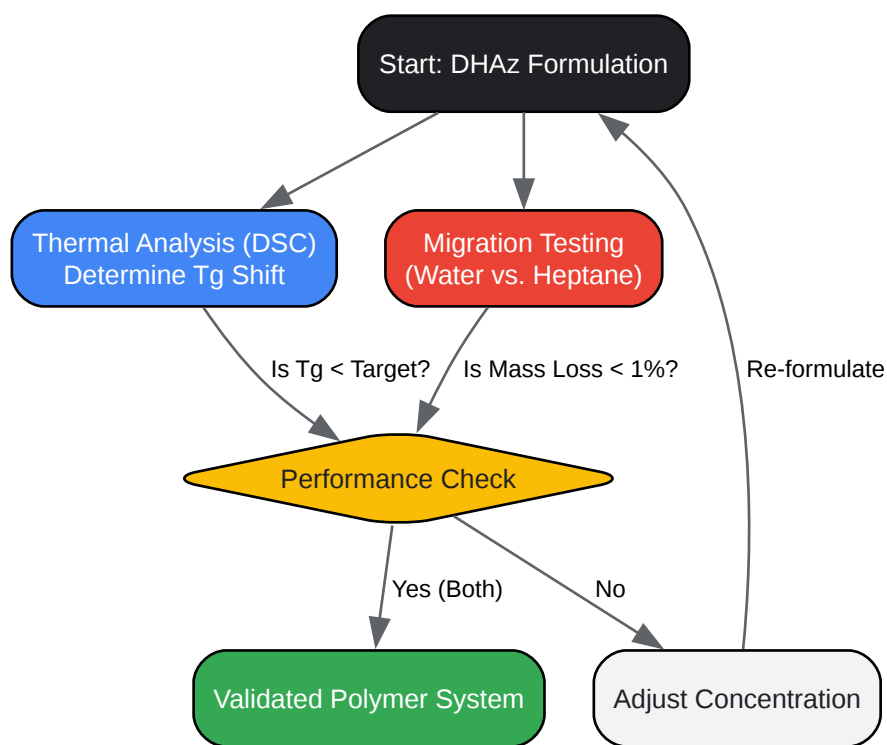 Start: DHAz Formulation
Thermal Analysis (DSC)
Determine Tg Shift
Migration Testing
(Water vs. Heptane)
Is Tg < Target?
Is Mass Loss < 1%?
Re-formulate
Performance Check
Yes (Both)
No
Validated Polymer System
Adjust Concentration